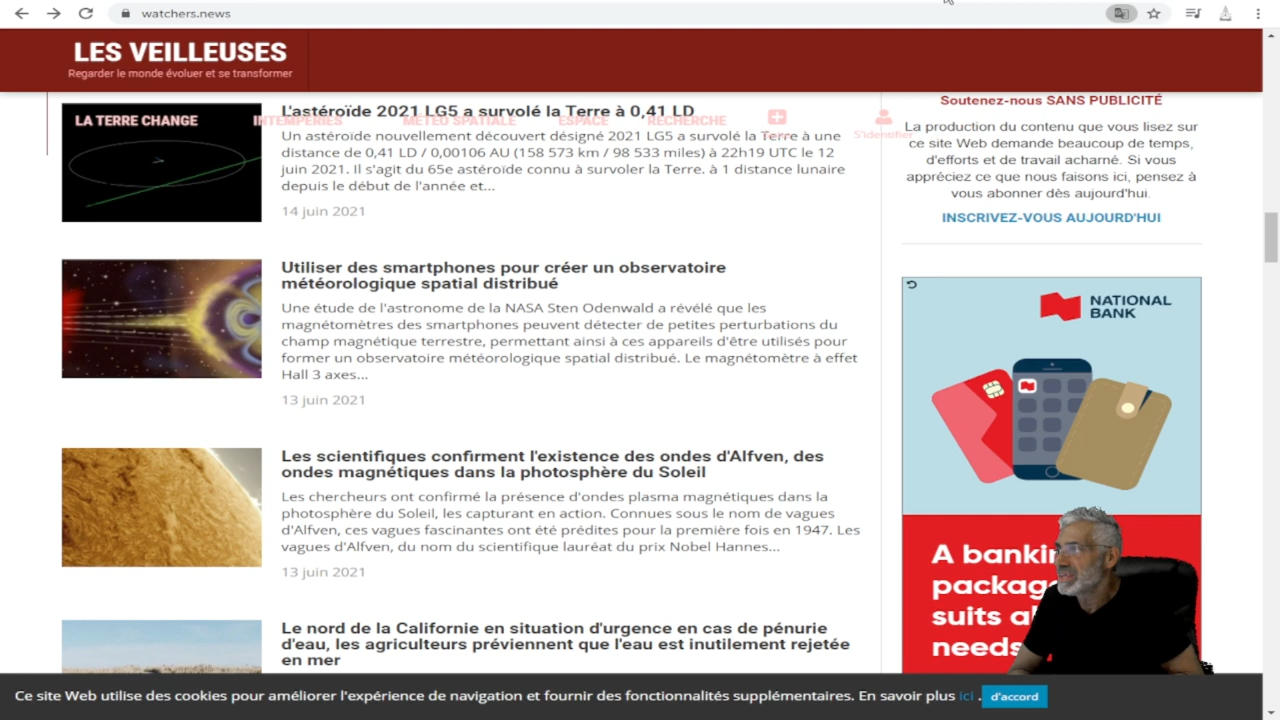 watchers.news
LES VEILLEUSES
Regarder le monde évoluer et se transformer
LA TERRE CHANGE
INTEMPÉRIES
MÉTÉO SPATIALE
ESPACE
RECHERCHE
S'identifier
L'astéroïde 2021 LG5 a survolé la Terre à 0,41 LD
Un astéroïde nouvellement découvert désigné 2021 LG5 a survolé la Terre à une
distance de 0,41 LD / 0,00106 AU (158 573 km / 98 533 miles) à 22h19 UTC le 12
juin 2021. Il s'agit du 65e astéroïde connu à survoler la Terre. à 1 distance lunaire
depuis le début de l'année et...
14 juin 2021
Utiliser des smartphones pour créer un observatoire
météorologique spatial distribué
Une étude de l'astronome de la NASA Sten Odenwald a révélé que les
magnétomètres des smartphones peuvent détecter de petites perturbations du
champ magnétique terrestre, permettant ainsi à ces appareils d'être utilisés pour
former un observatoire météorologique spatial distribué. Le magnétomètre à effet
Hall 3 axes...
13 juin 2021
Les scientifiques confirment l'existence des ondes d'Alfven, des
ondes magnétiques dans la photosphère du Soleil
Les chercheurs ont confirmé la présence d'ondes plasma magnétiques dans la
photosphère du Soleil, les capturant en action. Connues sous le nom de vagues
d'Alfven, ces vagues fascinantes ont été prédites pour la première fois en 1947. Les
vagues d'Alfven, du nom du scientifique lauréat du prix Nobel Hannes...
13 juin 2021
Le nord de la Californie en situation d'urgence en cas de pénurie
d'eau, les agriculteurs préviennent que l'eau est inutilement rejetée
en mer
Soutenez-nous SANS PUBLICITÉ
La production du contenu que vous lisez sur
ce site Web demande beaucoup de temps,
d'efforts et de travail acharné. Si vous
appréciez ce que nous faisons ici, pensez à
vous abonner dès aujourd'hui.
INSCRIVEZ-VOUS AUJOURD'HUI
NATIONAL
BANK
A bankin
package
suits al
needs
Ce site Web utilise des cookies pour améliorer l'expérience de navigation et fournir des fonctionnalités supplémentaires. En savoir plus ici . d'accord